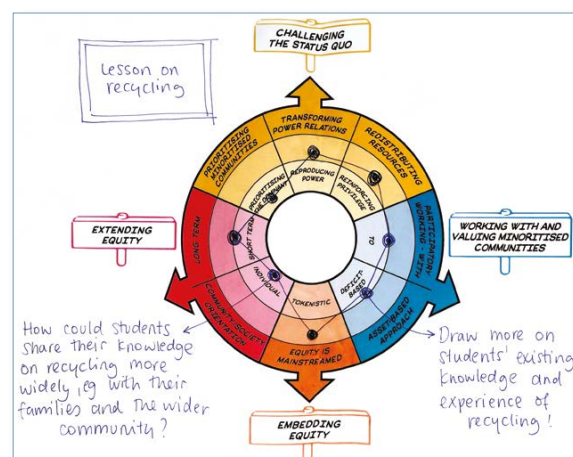 CHALLENGING
THE STATUS QUO
Lesson on
recycling
PRIORITISING
MINORITISED
COMMUNITIES
TRANSFORMING
POWER RELATIONS
REDISTRIBUTING
RESOURCES
PRIORITISING
DOMINANT
REPRODUCING
POWER
REINFORCING
PRIVILEGE
EXTENDING
EQUITY
LONG TERM
SHORT TERM
TO
PARTICIPATORY
WORKING - WITH
WORKING WITH AND
VALUING MINORITISED
COMMUNITIES
INDIVIDUAL
TOKENISTIC
DEFICIT-BASED
COMMUNITY/SOCIETY
ORIENTATION
EQUITY IS
MAINSTREAMED
ASSET-BASED
APPROACH
How could students
share their knowledge
on recycling more
widely, eg with their
families and the wider
community?
Draw more on
students' existing
knowledge and
experience of
recycling!
EMBEDDING
EQUITY